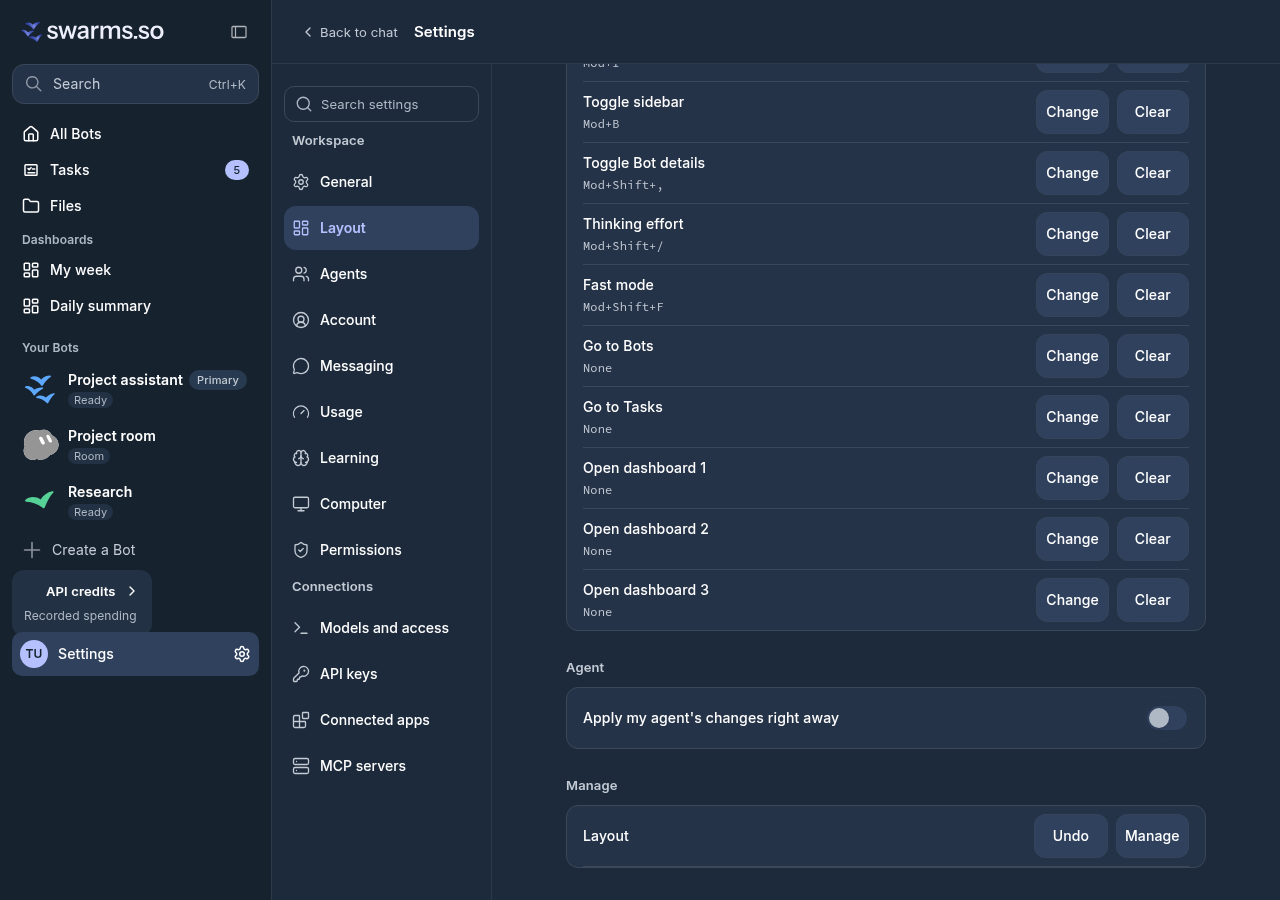 swarms.so
Search Ctrl+K
All Bots
Tasks 5
Files
Dashboards
My week
Daily summary
Your Bots
Project assistant Primary
Ready
Project room
Room
Research
Ready
Create a Bot
API credits
Recorded spending
TU Settings
Back to chat Settings
Search settings
Workspace
General
Layout
Agents
Account
Messaging
Usage
Learning
Computer
Permissions
Connections
Models and access
API keys
Connected apps
MCP servers
Toggle sidebar
Mod+B
Change Clear
Toggle Bot details
Mod+Shift+,
Change Clear
Thinking effort
Mod+Shift+/
Change Clear
Fast mode
Mod+Shift+F
Change Clear
Go to Bots
None
Change Clear
Go to Tasks
None
Change Clear
Open dashboard 1
None
Change Clear
Open dashboard 2
None
Change Clear
Open dashboard 3
None
Change Clear
Agent
Apply my agent's changes right away
Manage
Layout
Undo Manage